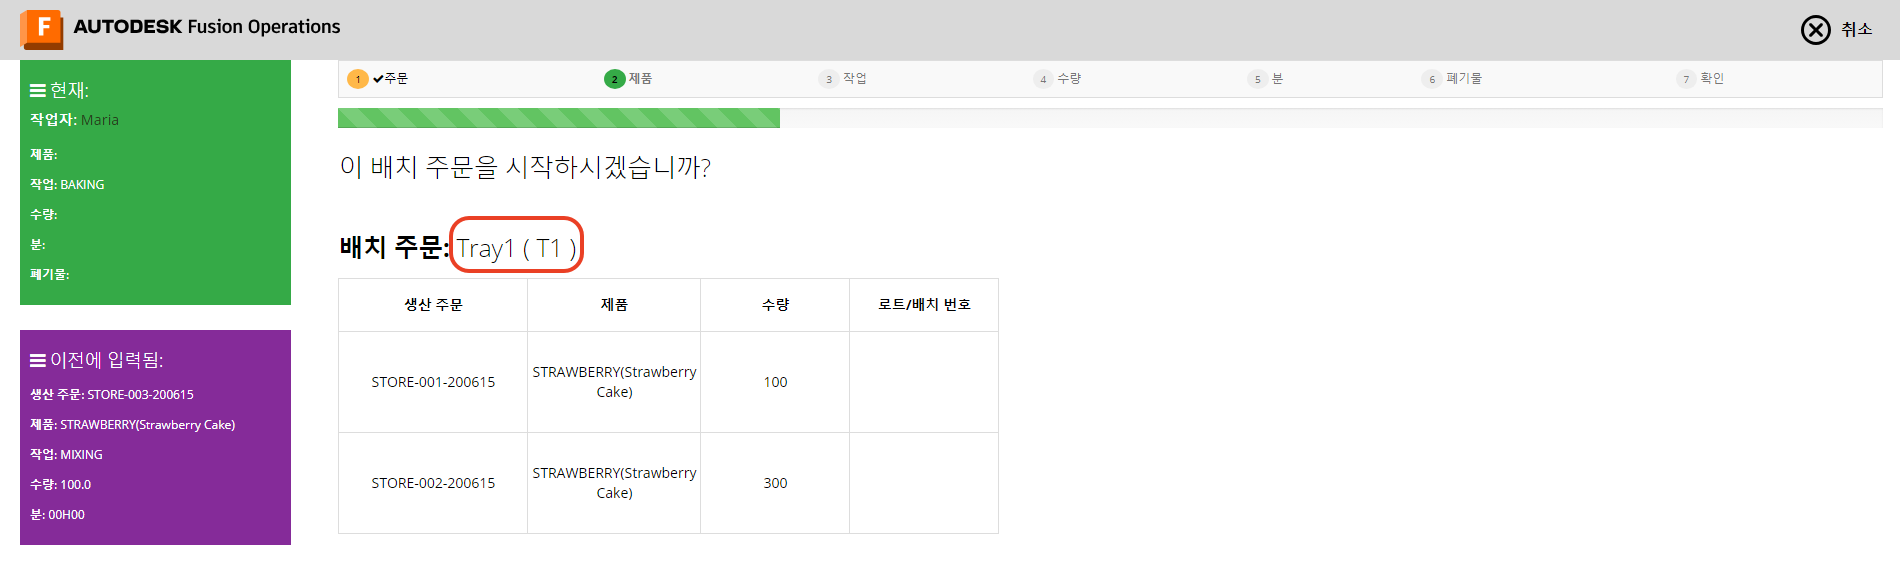 F AUTODESK Fusion Operations
취소
현재:
작업자: Maria
제품:
작업: BAKING
수량:
분:
폐기물:
이전에 입력됨:
생산 주문: STORE-003-200615
제품: STRAWBERRY(Strawberry Cake)
작업: MIXING
수량: 100.0
분: 00H00
1 주문 2 제품 3 작업 4 수량 5 분 6 폐기물 7 확인
이 배치 주문을 시작하시겠습니까?
배치 주문: Tray1 ( T1 )
생산 주문 제품 수량 로트/배치 번호
STORE-001-200615 STRAWBERRY(Strawberry 100
Cake)
STORE-002-200615 STRAWBERRY(Strawberry 300
Cake)